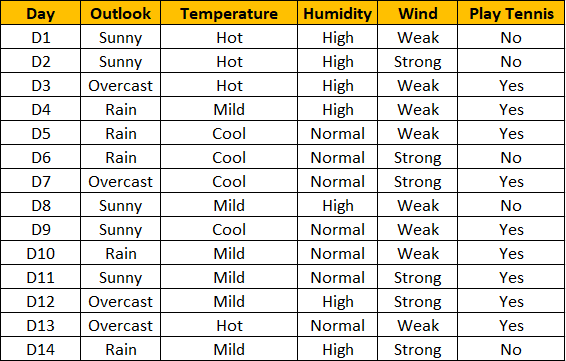 Day Outlook Temperature Humidity Wind Play Tennis
D1 Sunny Hot High Weak No
D2 Sunny Hot High Strong No
D3 Overcast Hot High Weak Yes
D4 Rain Mild High Weak Yes
D5 Rain Cool Normal Weak Yes
D6 Rain Cool Normal Strong No
D7 Overcast Cool Normal Strong Yes
D8 Sunny Mild High Weak No
D9 Sunny Cool Normal Weak Yes
D10 Rain Mild Normal Weak Yes
D11 Sunny Mild Normal Strong Yes
D12 Overcast Mild High Strong Yes
D13 Overcast Hot Normal Weak Yes
D14 Rain Mild High Strong No